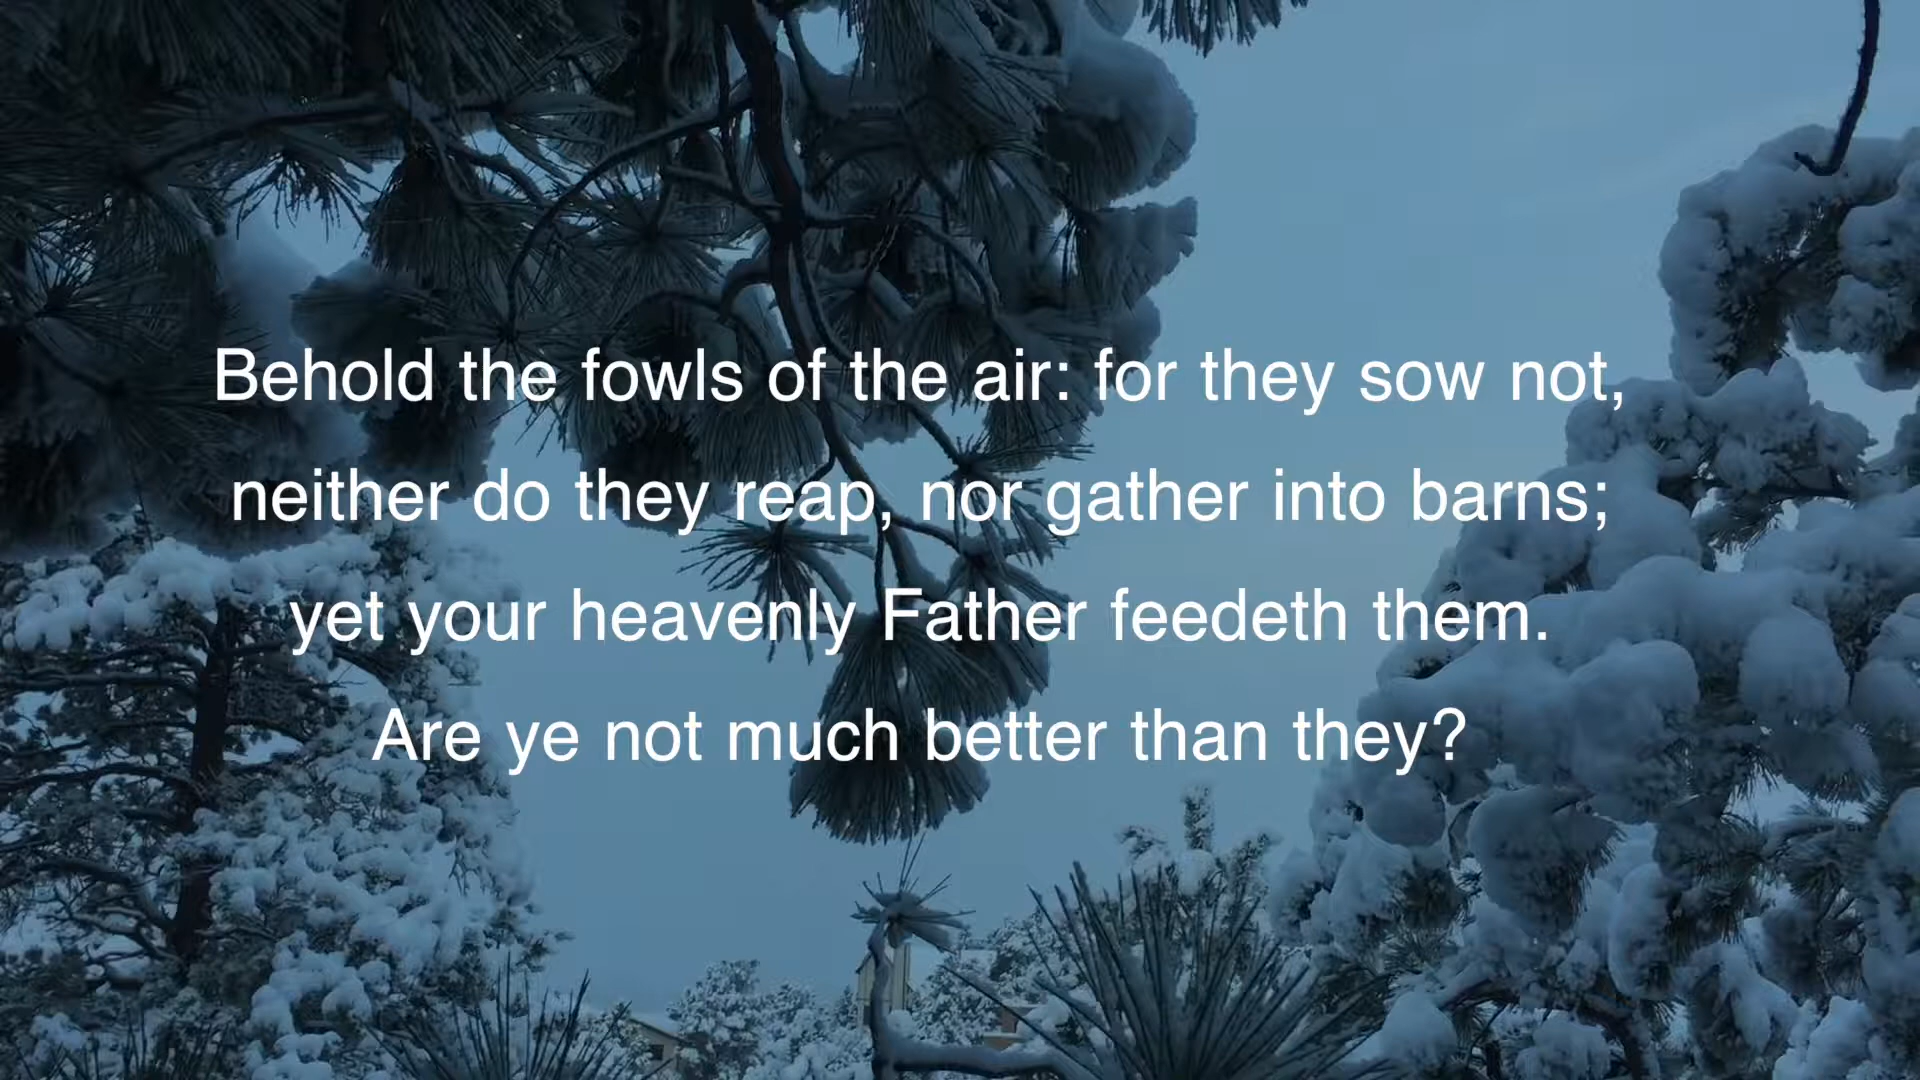 Behold the fowls of the air: for they sow not,
neither do they reap, nor gather into barns;
yet your heavenly Father feedeth them.
Are ye not much better than they?